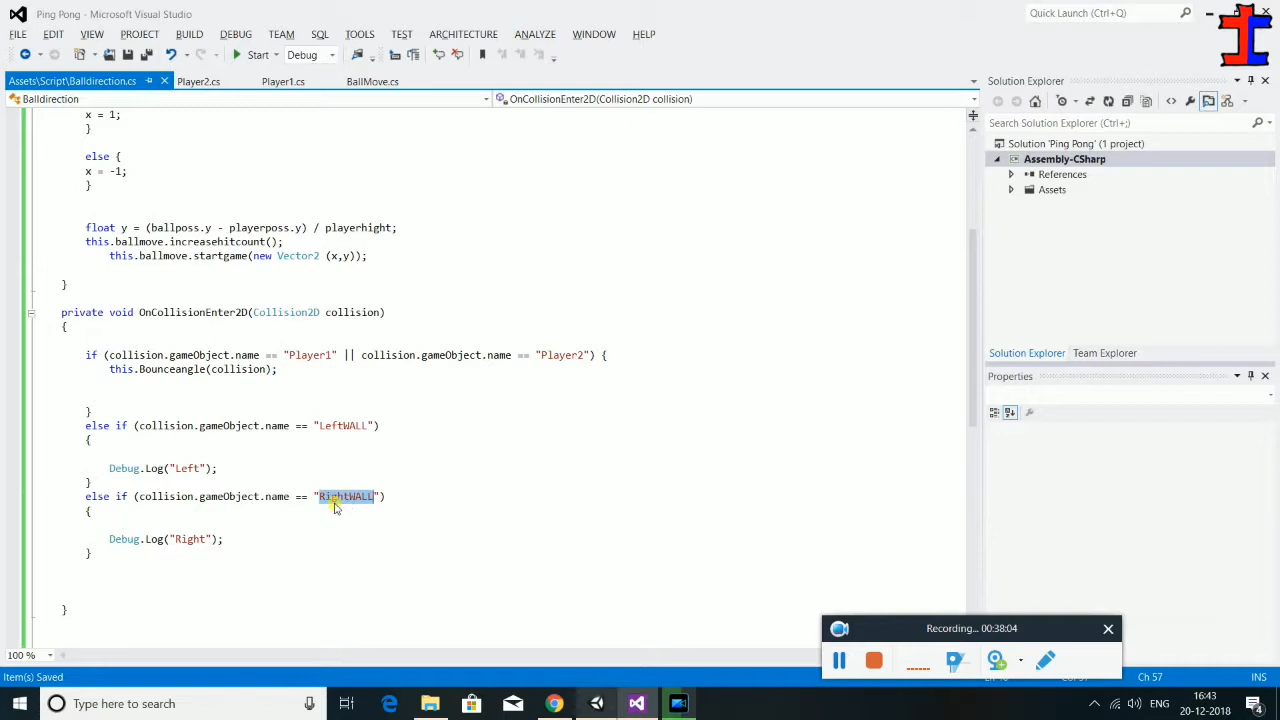 Ping Pong - Microsoft Visual Studio
Quick Launch (Ctrl+Q)
FILE EDIT VIEW PROJECT BUILD DEBUG TEAM SQL TOOLS TEST ARCHITECTURE ANALYZE WINDOW HELP
Start Debug
Assets\Script\Balldirection.cs Player2.cs Player1.cs BallMove.cs
Solution Explorer
Balldirection OnCollisionEnter2D(Collision2D collision)
x = 1;
}
Search Solution Explorer (Ctrl+;)
Solution 'Ping Pong' (1 project)
else {
Assembly-CSharp
x = -1;
References
}
Assets
float y = (ballposs.y - playerposs.y) / playerhight;
this.ballmove.increasehitcount();
this.ballmove.startgame(new Vector2 (x,y));
}
private void OnCollisionEnter2D(Collision2D collision)
{
if (collision.gameObject.name == "Player1" || collision.gameObject.name == "Player2") {
Solution Explorer Team Explorer
this.Bounceangle(collision);
Properties
}
else if (collision.gameObject.name == "LeftWALL")
{
Debug.Log("Left");
}
else if (collision.gameObject.name == "RightWALL")
{
Debug.Log("Right");
}
}
Recording... 00:38:04
100 %
Item(s) Saved
Ch 57
INS
Type here to search
ENG
16:43
20-12-2018
4